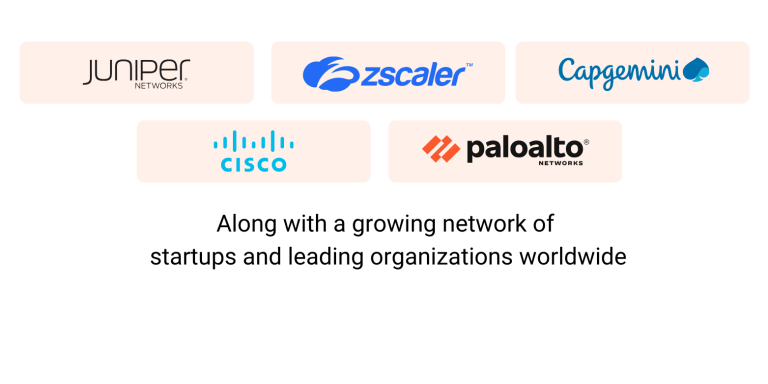 JUNIPEr®
NETWORKS
zscaler™
Capgemini
CISCO
paloalto®
NETWORKS
Along with a growing network of
startups and leading organizations worldwide